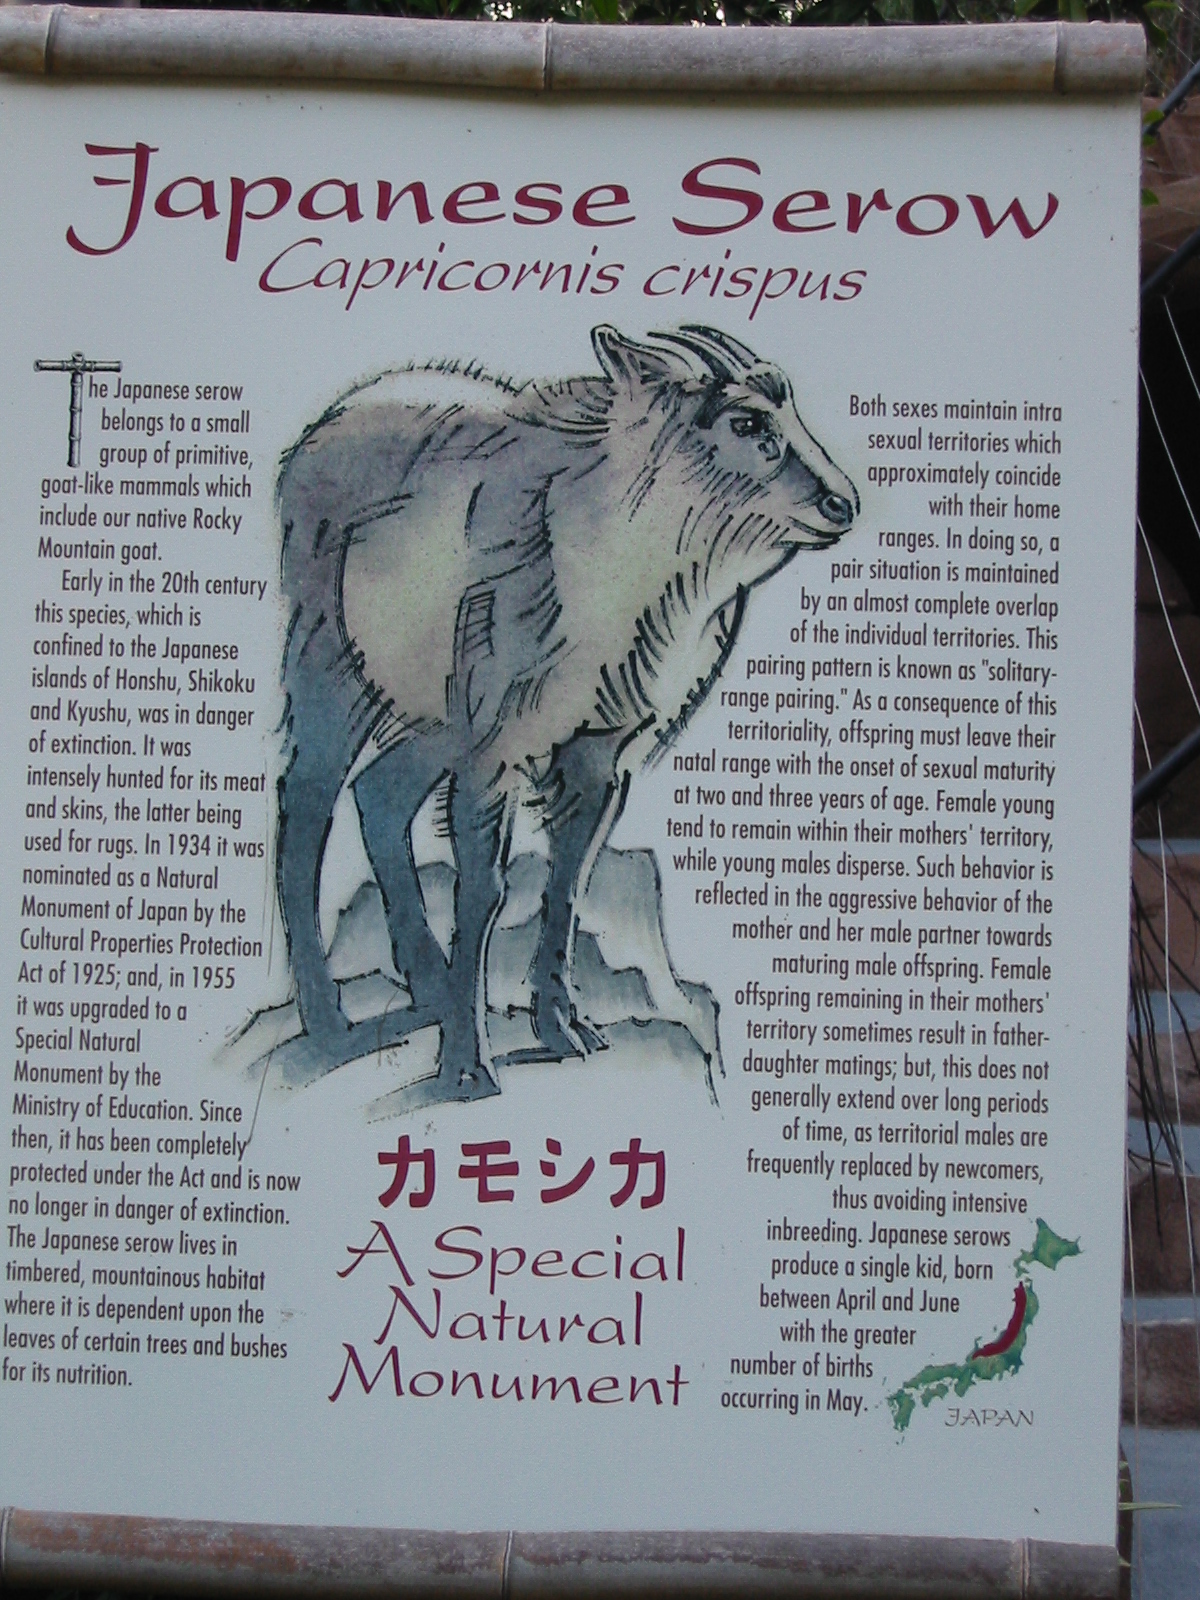 Japanese Serow
Capricornis crispus
The Japanese serow
belongs to a small
group of primitive,
goat-like mammals which
include our native Rocky
Mountain goat.
Early in the 20th century
this species, which is
confined to the Japanese
islands of Honshu, Shikoku
and Kyushu, was in danger
of extinction. It was
intensely hunted for its meat
and skins, the latter being
used for rugs. In 1934 it was
nominated as a Natural
Monument of Japan by the
Cultural Properties Protection
Act of 1925; and, in 1955
it was upgraded to a
Special Natural
Monument by the
Ministry of Education. Since
then, it has been completely
protected under the Act and is now
no longer in danger of extinction.
The Japanese serow lives in
timbered, mountainous habitat
where it is dependent upon the
leaves of certain trees and bushes
for its nutrition.
カモシカ
A Special
Natural
Monument
Both sexes maintain intra
sexual territories which
approximately coincide
with their home
ranges. In doing so, a
pair situation is maintained
by an almost complete overlap
of the individual territories. This
pairing pattern is known as "solitary-
range pairing." As a consequence of this
territoriality, offspring must leave their
natal range with the onset of sexual maturity
at two and three years of age. Female young
tend to remain within their mothers' territory,
while young males disperse. Such behavior is
reflected in the aggressive behavior of the
mother and her male partner towards
maturing male offspring. Female
offspring remaining in their mothers'
territory sometimes result in father-
daughter matings; but, this does not
generally extend over long periods
of time, as territorial males are
frequently replaced by newcomers,
thus avoiding intensive
inbreeding. Japanese serows
produce a single kid, born
between April and June
with the greater
number of births
occurring in May.
JAPAN